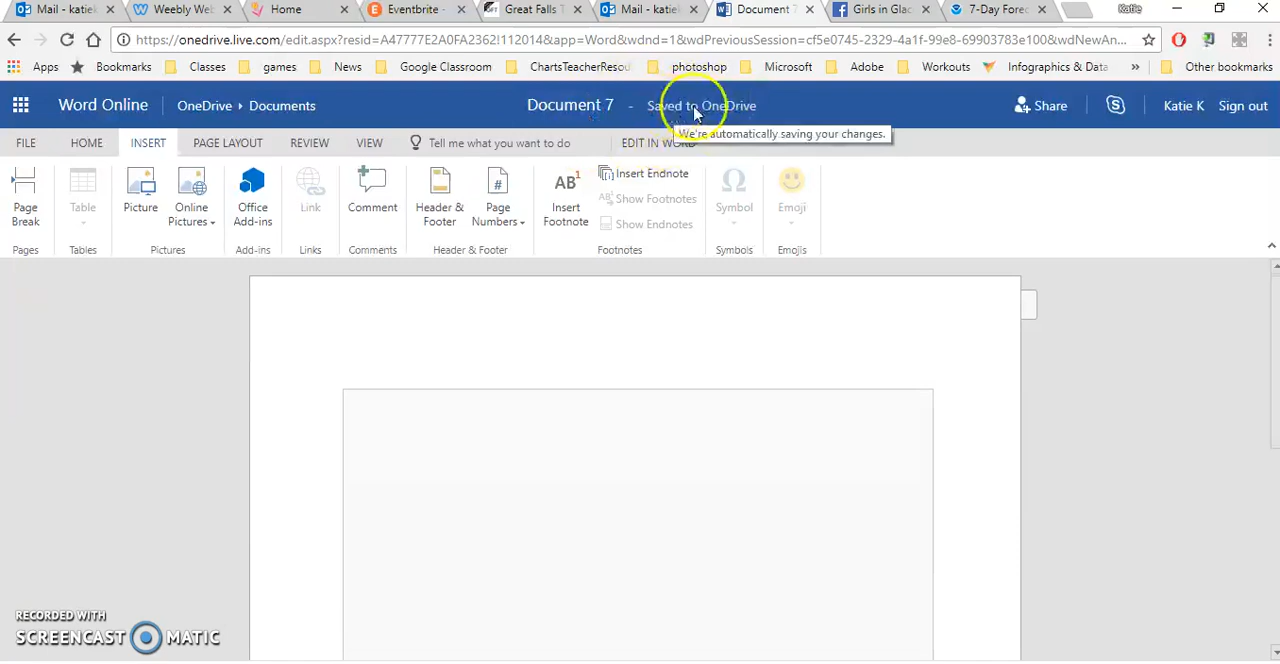 Mail - katiek
Weebly Web
Home
Eventbrite -
Great Falls T
Mail - katiek
Document 7
Girls in Glac
7-Day Forec
Katie
https://onedrive.live.com/edit.aspx?resid=A47777E2A0FA2362!112014&app=Word&wdnd=1&wdPreviousSession=cf5e0745-2329-4a1f-99e8-69903783e100&wdNewAn...
Apps Bookmarks Classes games News Google Classroom ChartsTeacherResou photoshop Microsoft Adobe Workouts Infographics & Data » Other bookmarks
Word Online OneDrive Documents Document 7 - Saved to OneDrive Share Katie K Sign out
We're automatically saving your changes.
FILE HOME INSERT PAGE LAYOUT REVIEW VIEW Tell me what you want to do EDIT IN WORD
Page Break
Table
Picture
Online Pictures
Office Add-ins
Link
Comment
Header & Footer
# Page Numbers
AB1 Insert Footnote
Insert Endnote
AB1 Show Footnotes
Show Endnotes
Ω Symbol
Emoji
Pages Tables Pictures Add-ins Links Comments Header & Footer Footnotes Symbols Emojis
RECORDED WITH
SCREENCAST MATIC